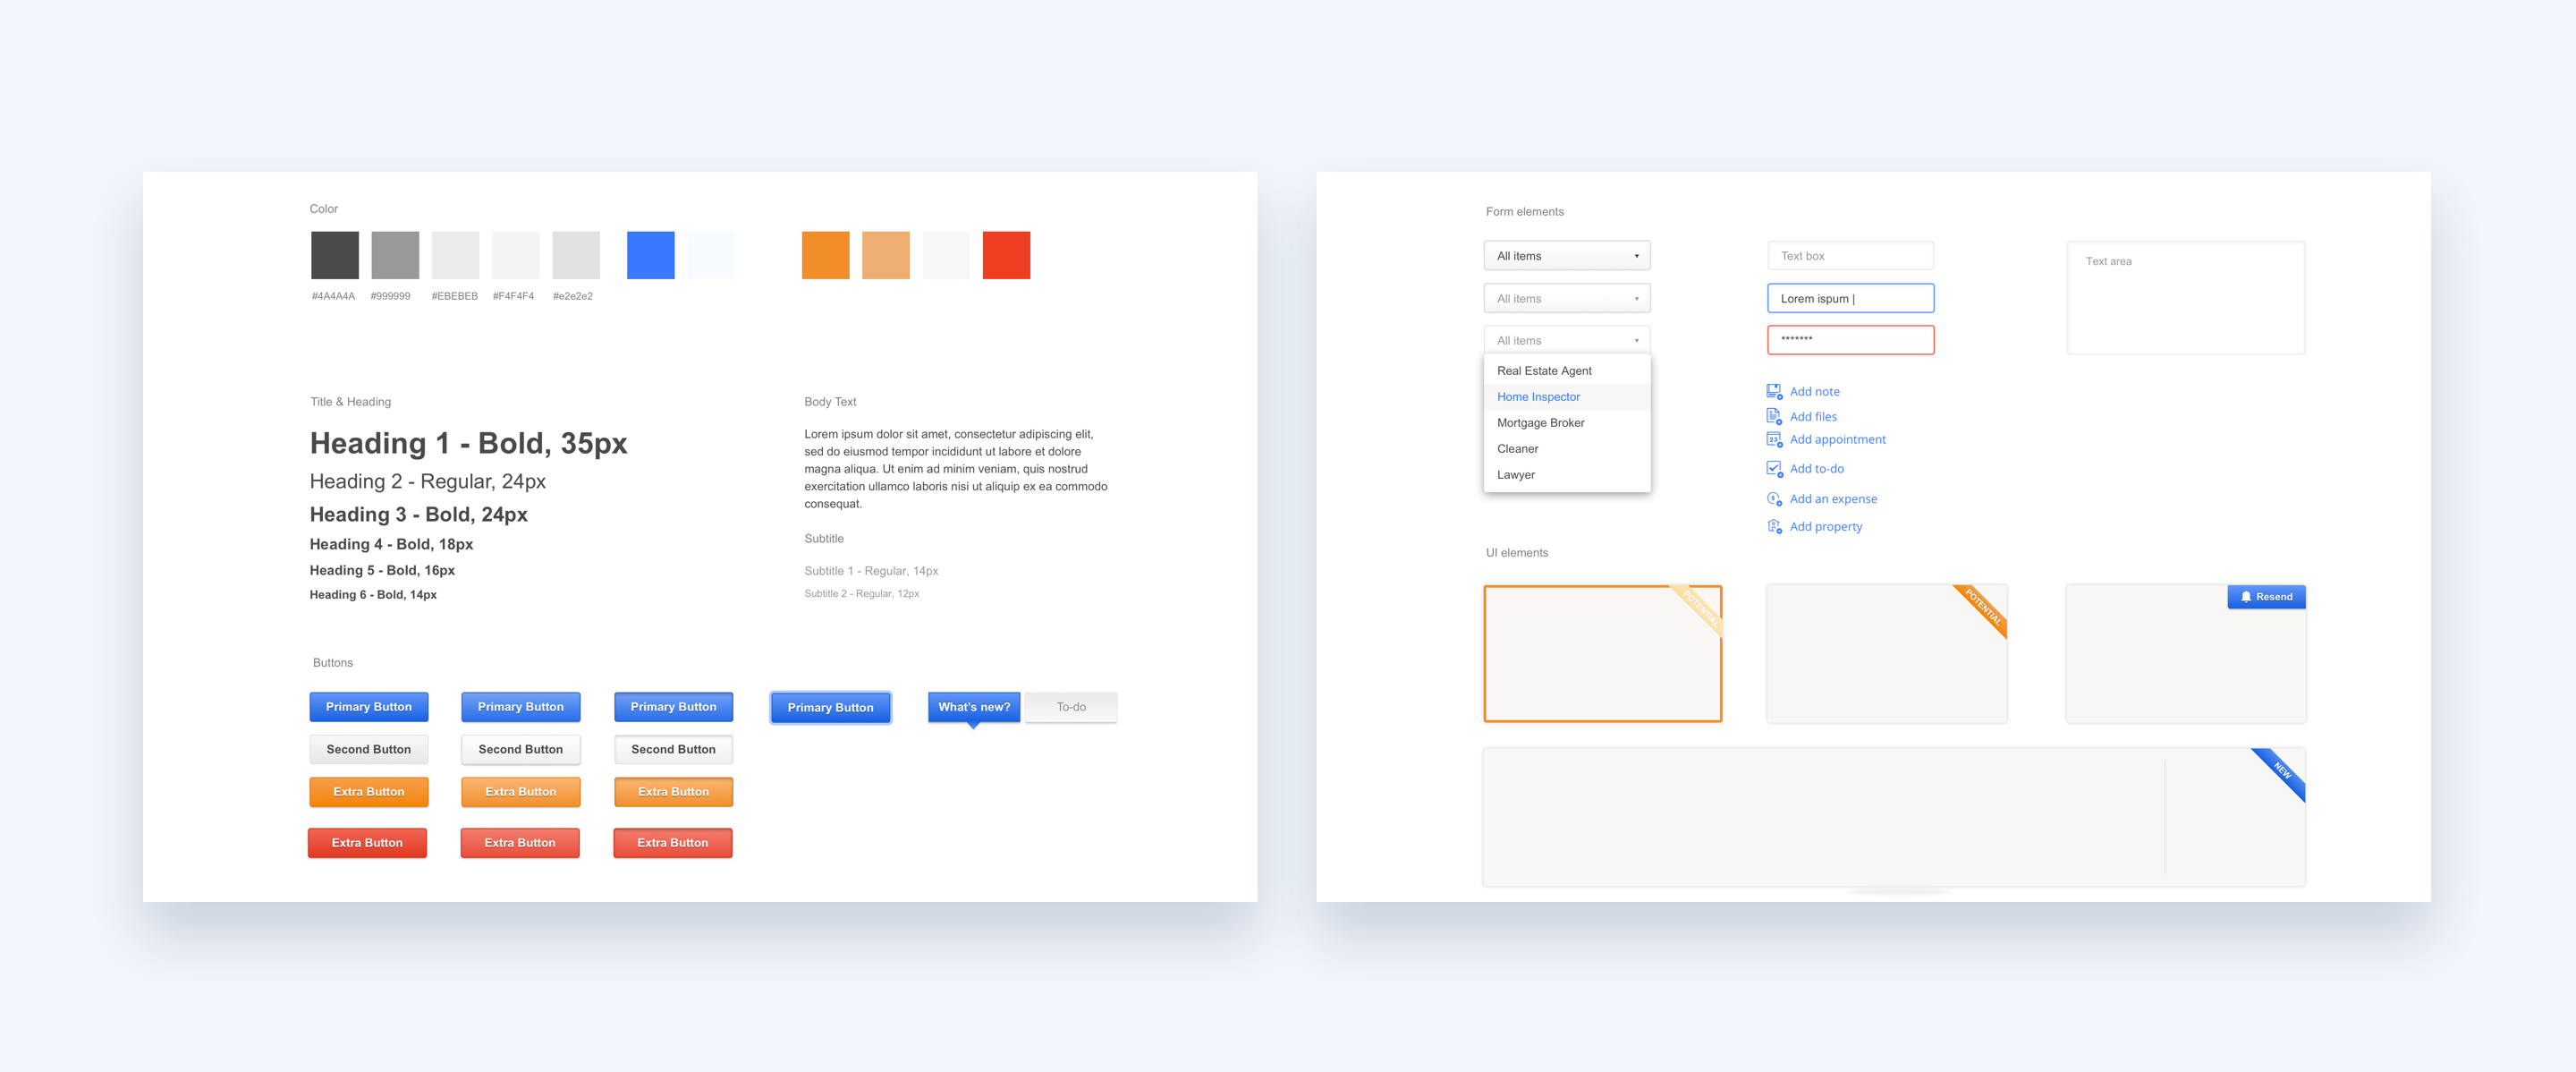 Color
#4A4A4A #999999 #EBEBEB #F4F4F4 #e2e2e2
Title & Heading
Heading 1 - Bold, 35px
Heading 2 - Regular, 24px
Heading 3 - Bold, 24px
Heading 4 - Bold, 18px
Heading 5 - Bold, 16px
Heading 6 - Bold, 14px
Body Text
Lorem ipsum dolor sit amet, consectetur adipiscing elit,
sed do eiusmod tempor incididunt ut labore et dolore
magna aliqua. Ut enim ad minim veniam, quis nostrud
exercitation ullamco laboris nisi ut aliquip ex ea commodo
consequat.
Subtitle
Subtitle 1 - Regular, 14px
Subtitle 2 - Regular, 12px
Buttons
Primary Button Primary Button Primary Button Primary Button What's new? To-do
Second Button Second Button Second Button
Extra Button Extra Button Extra Button
Extra Button Extra Button Extra Button
Form elements
All items
All items
All items
Real Estate Agent
Home Inspector
Mortgage Broker
Cleaner
Lawyer
Text box
Lorem ispum |
*******
Text area
Add note
Add files
23 Add appointment
Add to-do
$ Add an expense
Add property
UI elements
POTENTIAL
POTENTIAL
Resend
NEW